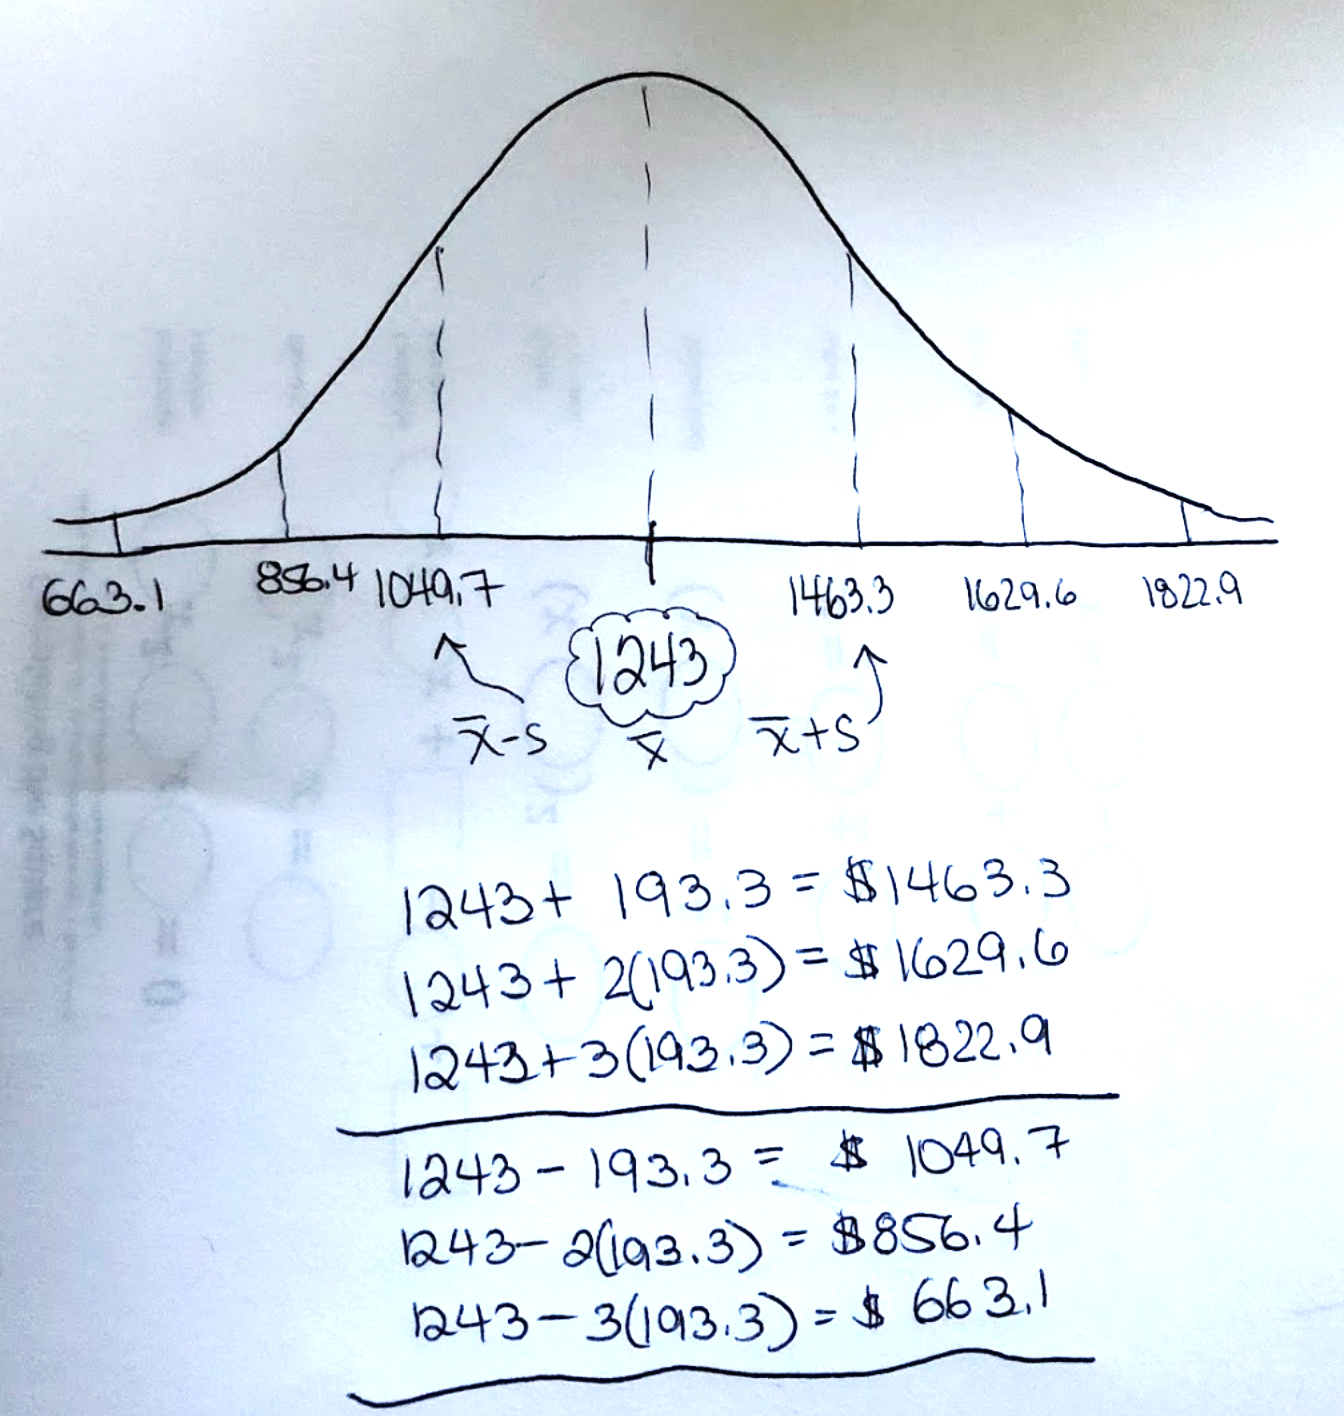 663.1 856.4 1049.7 1463.3 1629.6 1822.9
1243
x̄-s x̄ x̄+s
1243+ 193.3 = $1463.3
1243+ 2(193.3) = $1629.6
1243+3(193.3) = $1822.9
1243 - 193.3 = $ 1049.7
1243- 2(193.3) = $856.4
1243 - 3(193.3) = $ 663.1